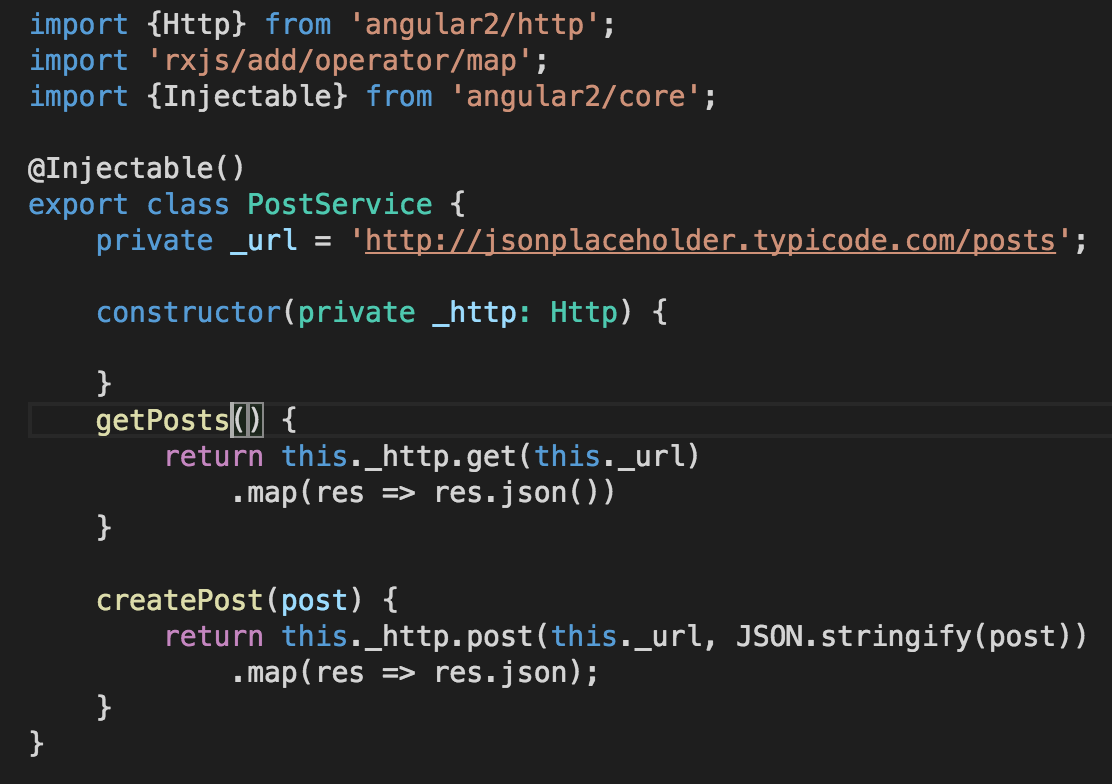 import {Http} from 'angular2/http';
import 'rxjs/add/operator/map';
import {Injectable} from 'angular2/core';
@Injectable()
export class PostService {
private _url = 'http://jsonplaceholder.typicode.com/posts';
constructor(private _http: Http) {
}
getPosts() {
return this._http.get(this._url)
.map(res => res.json())
}
createPost(post) {
return this._http.post(this._url, JSON.stringify(post))
.map(res => res.json);
}
}